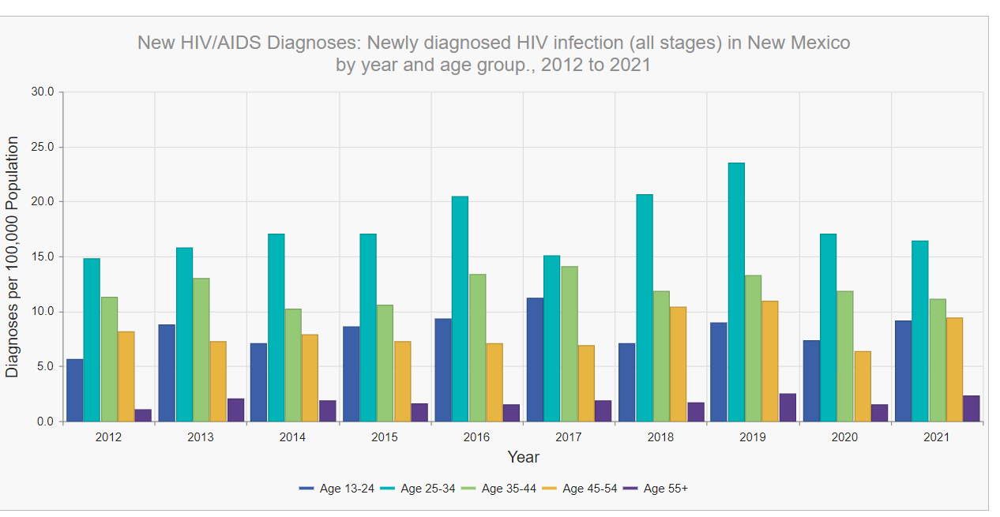 New HIV/AIDS Diagnoses: Newly diagnosed HIV infection (all stages) in New Mexico
by year and age group., 2012 to 2021
Diagnoses per 100,000 Population
30.0
25.0
20.0
15.0
10.0
5.0
0.0
2012 2013 2014 2015 2016 2017 2018 2019 2020 2021
Year
Age 13-24 Age 25-34 Age 35-44 Age 45-54 Age 55+